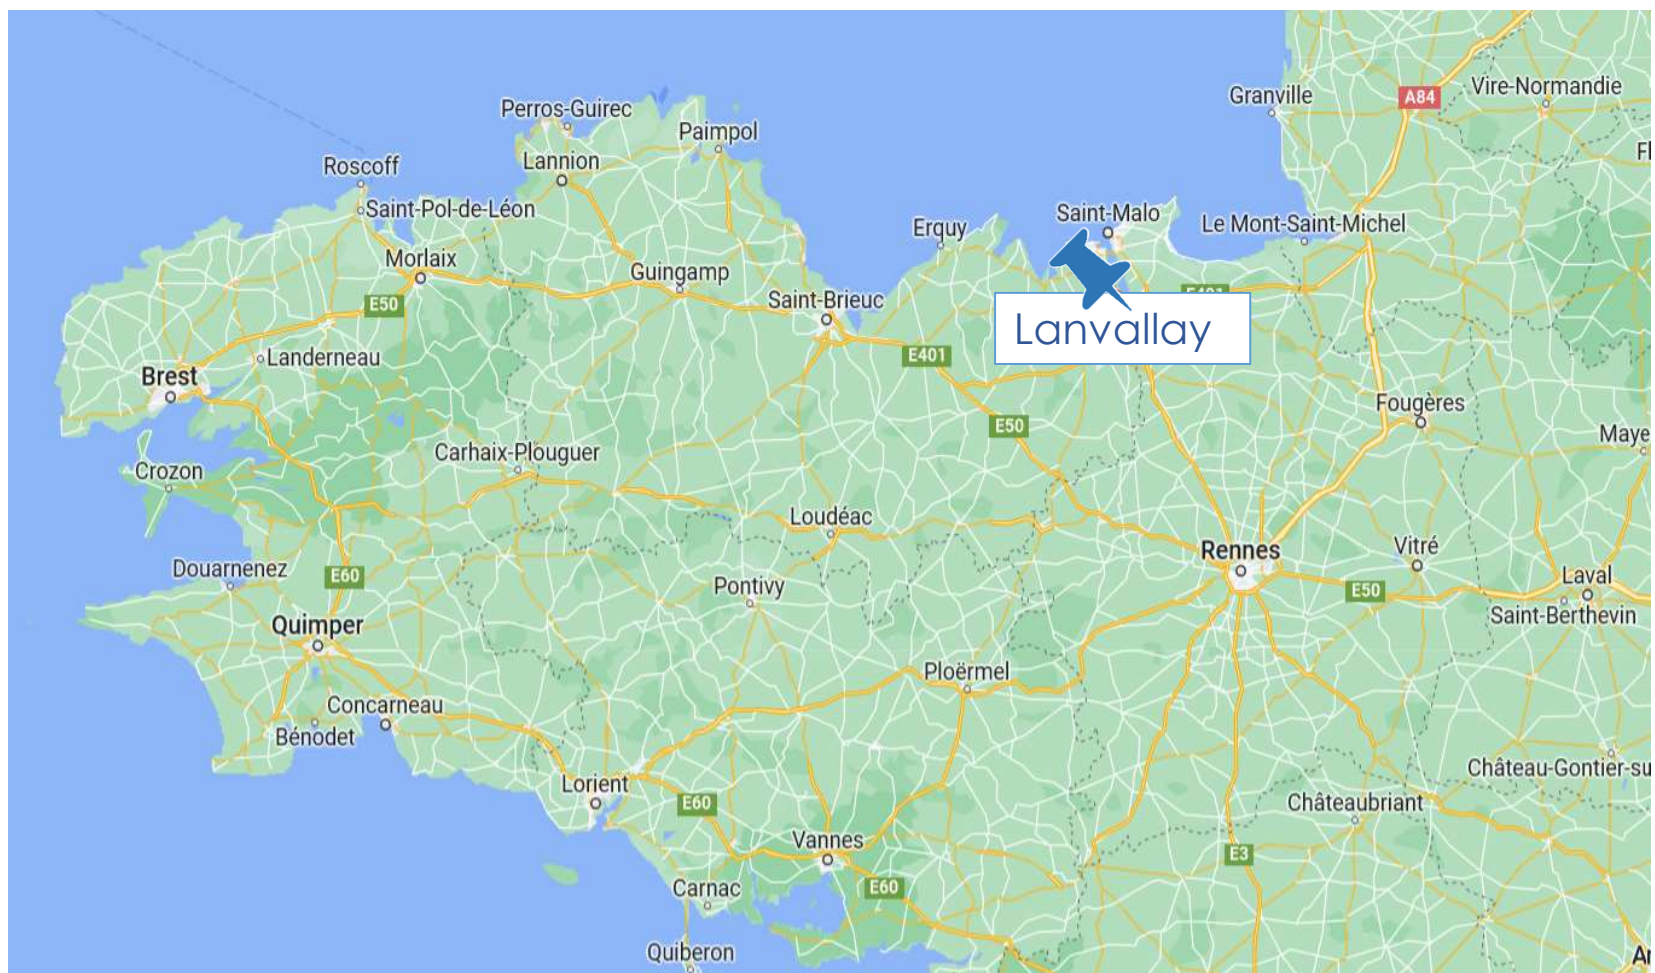 Granville
A84
Vire-Normandie
Perros-Guirec
Paimpol
Lannion
Roscoff
Saint-Pol-de-Léon
Saint-Malo
Erquy
Le Mont-Saint-Michel
Morlaix
Guingamp
Saint-Brieuc
E50
Lanvallay
E401
Landerneau
Brest
Fougères
E50
Carhaix-Plouguer
Crozon
Loudéac
Rennes
Vitré
Douarnenez
E60
Pontivy
E50
Laval
Saint-Berthevin
Quimper
Ploërmel
Concarneau
Bénodet
Lorient
E60
Châteaubriant
Château-Gontier-su
Vannes
E3
Carnac
E60
Quiberon